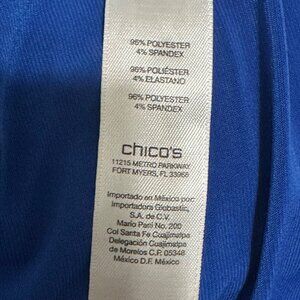 96% POLYESTER
4% SPANDEX
96% POLIÉSTER
4% ELASTANO
96% POLYESTER
4% SPANDEX
chico's
11215 METRO PARKWAY
FORT MYERS, FL 33966
Importado en México por:
Importadora Globastic,
S.A. de C.V.
Mario Pani No. 200
Col Santa Fe Cuajimalpa
Delegación Cuajimalpa
de Morelos C.P. 05348
México D.F. México